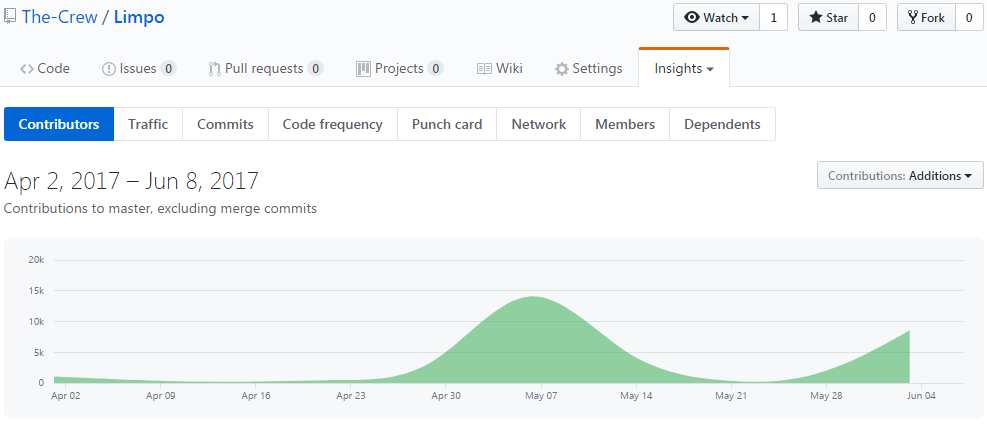 The-Crew / Limpo Watch 1 Star 0 Fork 0
Code Issues 0 Pull requests 0 Projects 0 Wiki Settings Insights
Contributors Traffic Commits Code frequency Punch card Network Members Dependents
Apr 2, 2017 – Jun 8, 2017 Contributions: Additions
Contributions to master, excluding merge commits
20k
15k
10k
5k
0
Apr 02 Apr 09 Apr 16 Apr 23 Apr 30 May 07 May 14 May 21 May 28 Jun 04